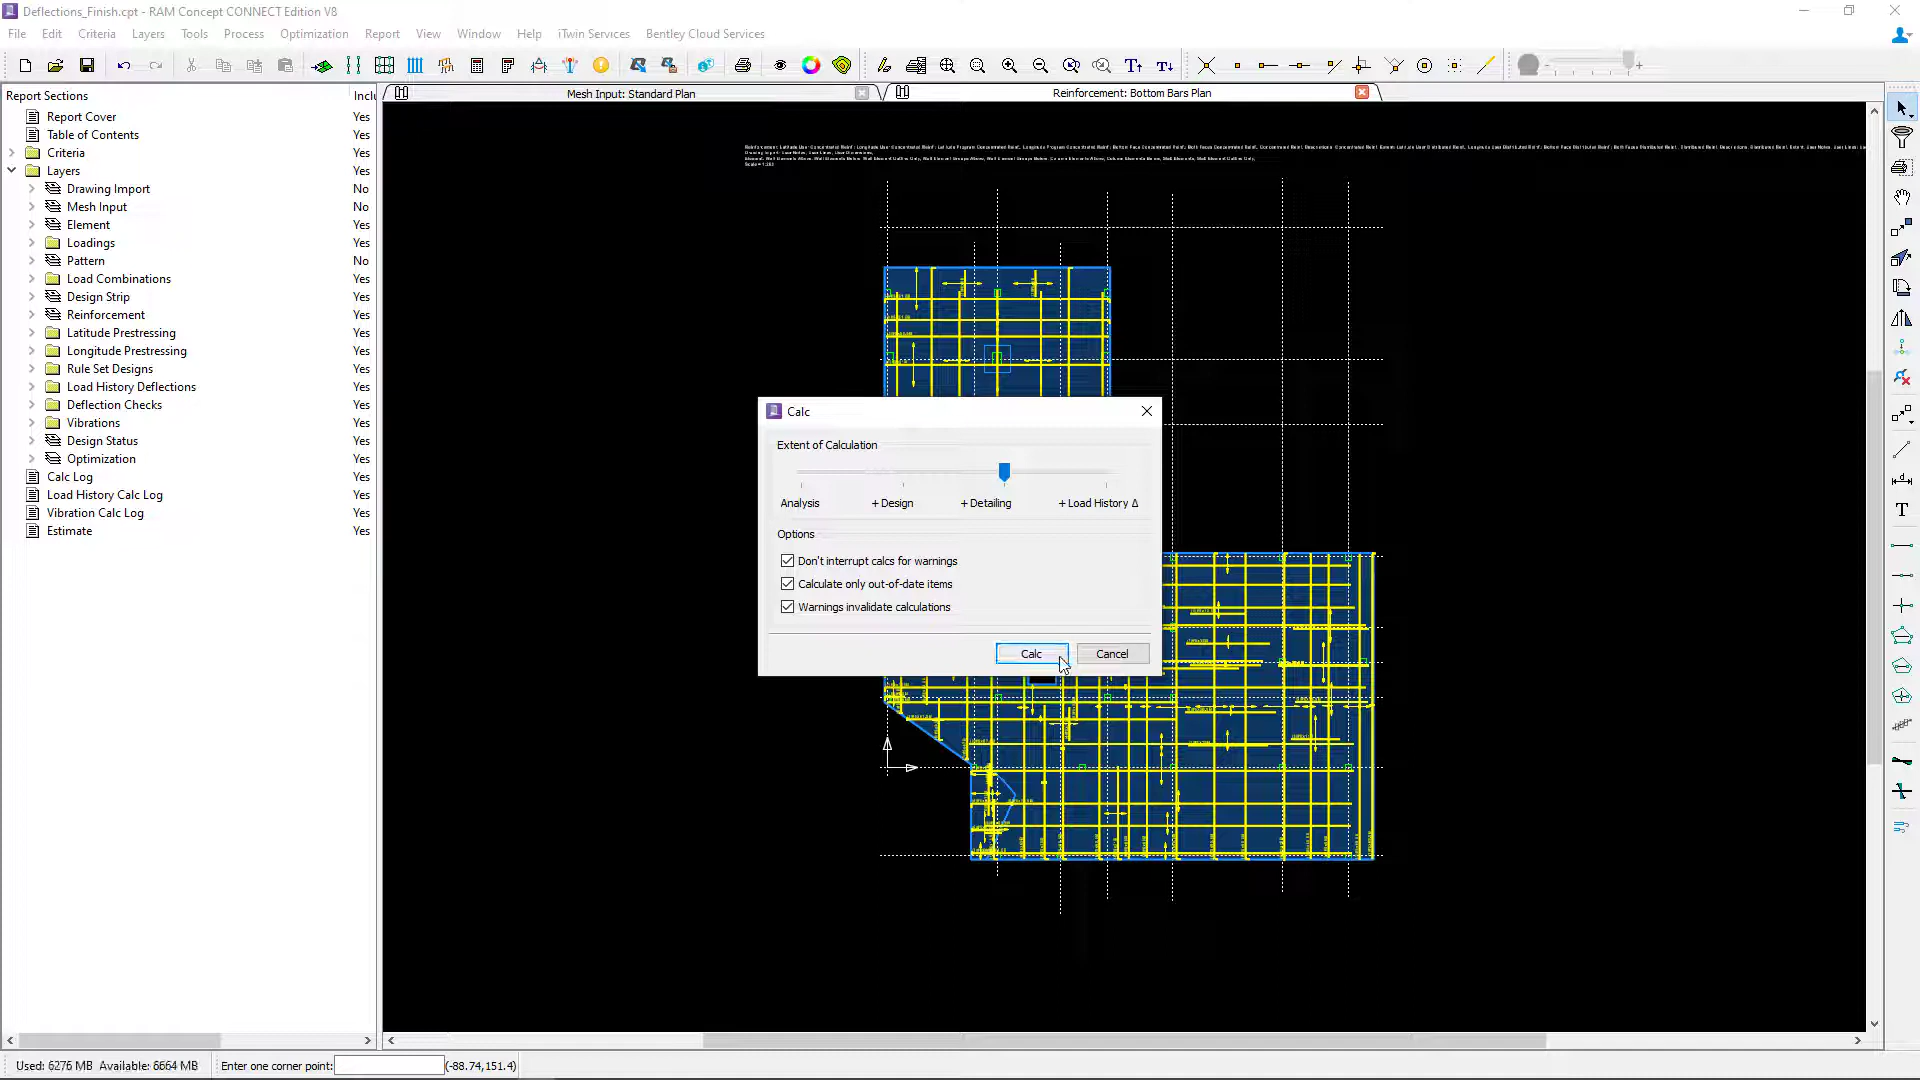 Deflections_Finish.cpt - RAM Concept CONNECT Edition V8
File Edit Criteria Layers Tools Process Optimization Report View Window Help iTwin Services Bentley Cloud Services
Report Sections Inclu
Mesh Input: Standard Plan
Reinforcement: Bottom Bars Plan
Report Cover Yes
Table of Contents Yes
Criteria Yes
Layers Yes
Drawing Import No
Mesh Input No
Element Yes
Loadings Yes
Pattern No
Load Combinations Yes
Design Strip Yes
Reinforcement Yes
Latitude Prestressing Yes
Longitude Prestressing Yes
Rule Set Designs Yes
Load History Deflections Yes
Deflection Checks Yes
Vibrations Yes
Design Status Yes
Optimization Yes
Calc Log Yes
Load History Calc Log Yes
Vibration Calc Log Yes
Estimate Yes
Calc
Extent of Calculation
Analysis + Design + Detailing + Load History Δ
Options
Don't interrupt calcs for warnings
Calculate only out-of-date items
Warnings invalidate calculations
Calc Cancel
Used: 6276 MB Available: 6664 MB Enter one corner point: (-88.74,151.4)